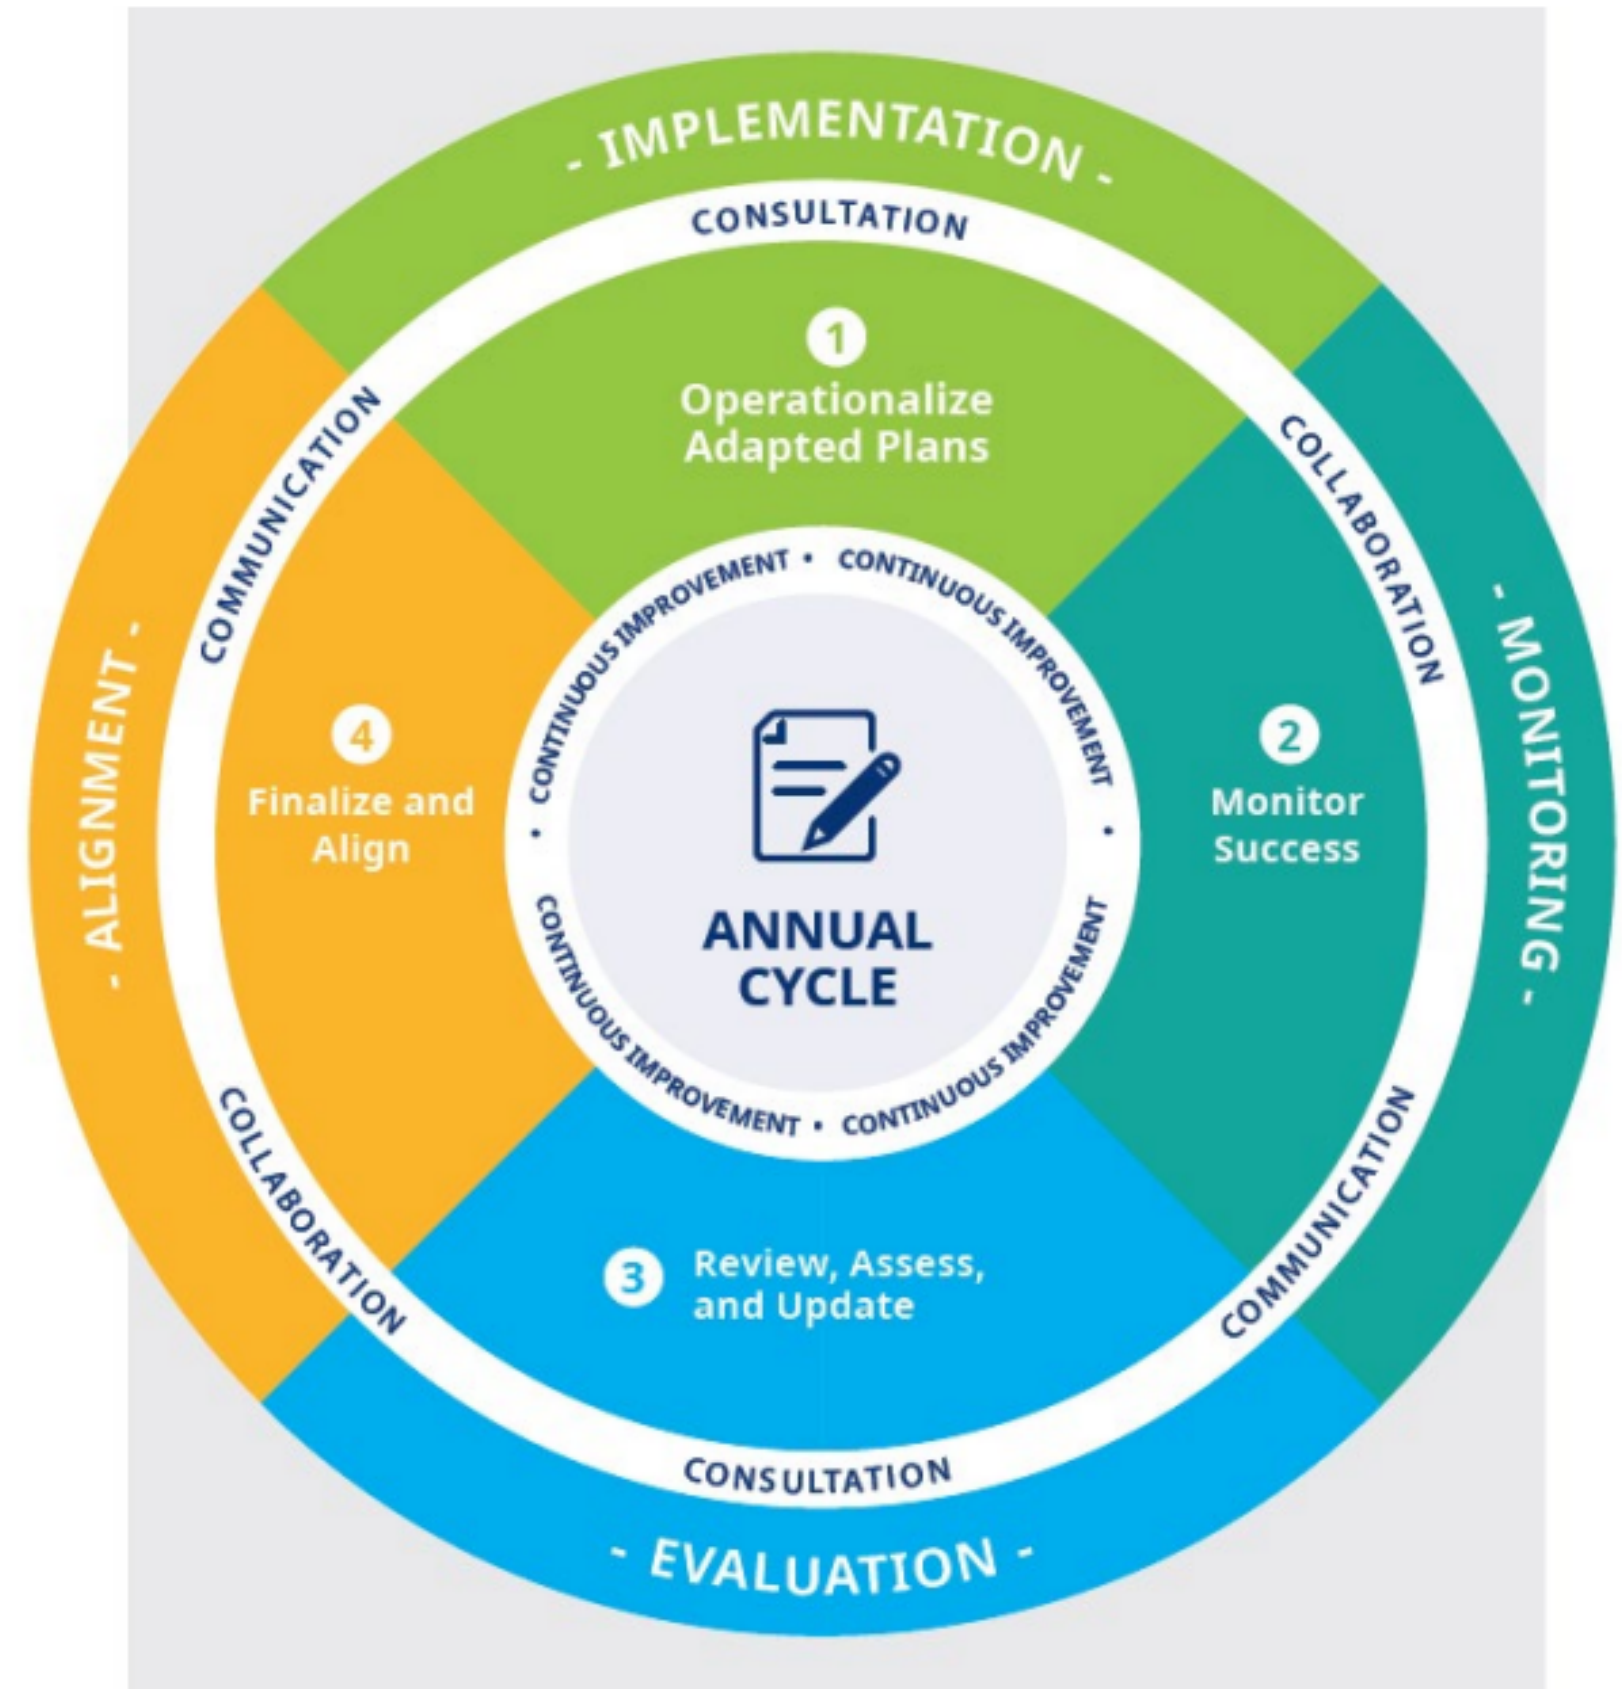 - IMPLEMENTATION -
CONSULTATION
1
Operationalize
Adapted Plans
COLLABORATION
- MONITORING -
2
Monitor
Success
COMMUNICATION
3
Review, Assess,
and Update
CONSULTATION
- EVALUATION -
COLLABORATION
- ALIGNMENT -
4
Finalize and
Align
COMMUNICATION
CONTINUOUS IMPROVEMENT •
CONTINUOUS IMPROVEMENT •
CONTINUOUS IMPROVEMENT •
CONTINUOUS IMPROVEMENT •
ANNUAL
CYCLE